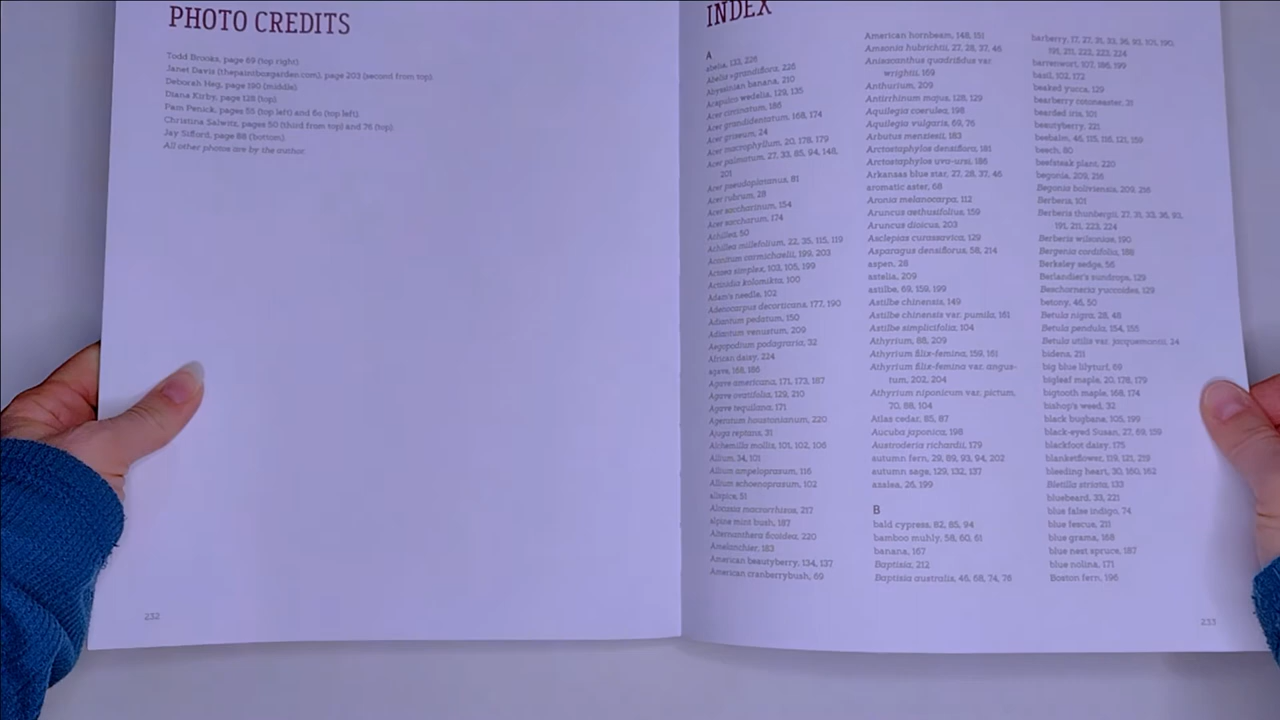 PHOTO CREDITS
Todd Brooks, page 69 (top right).
Janet Davis (thepaintboxgarden.com), page 203 (second from top).
Deborah Heg, page 190 (middle).
Diana Kirby, page 128 (top).
Pam Penick, pages 55 (top left) and 60 (top left).
Christina Salwitz, pages 50 (third from top) and 76 (top).
Jay Sifford, page 88 (bottom).
All other photos are by the author.
232
INDEX
A
abelia, 133, 226
Abelia ×grandiflora, 226
Abyssinian banana, 210
Acapulco wedelia, 129, 135
Acer circinatum, 186
Acer grandidentatum, 168, 174
Acer griseum, 24
Acer macrophyllum, 20, 178, 179
Acer palmatum, 27, 33, 85, 94, 148,
201
Acer pseudoplatanus, 81
Acer rubrum, 28
Acer saccharinum, 154
Acer saccharum, 174
Achillea, 50
Achillea millefolium, 22, 35, 115, 119
Aconitum carmichaelii, 199, 203
Actaea simplex, 103, 105, 199
Actinidia kolomikta, 100
Adam's needle, 102
Adenocarpus decorticans, 177, 190
Adiantum pedatum, 150
Adiantum venustum, 209
Aegopodium podagraria, 32
African daisy, 224
agave, 168, 186
Agave americana, 171, 173, 187
Agave ovatifolia, 129, 210
Agave tequilana, 171
Ageratum houstonianum, 220
Ajuga reptans, 31
Alchemilla mollis, 101, 102, 106
Allium, 34, 101
Allium ampeloprasum, 116
Allium schoenoprasum, 102
allspice, 51
Alocasia macrorrhizos, 217
alpine mint bush, 187
Alternanthera ficoidea, 220
Amelanchier, 183
American beautyberry, 134, 137
American cranberrybush, 69
American hornbeam, 148, 151
Amsonia hubrichtii, 27, 28, 37, 46
Anisacanthus quadrifidus var.
wrightii, 169
Anthurium, 209
Antirrhinum majus, 128, 129
Aquilegia coerulea, 198
Aquilegia vulgaris, 69, 76
Arbutus menziesii, 183
Arctostaphylos densiflora, 181
Arctostaphylos uva-ursi, 186
Arkansas blue star, 27, 28, 37, 46
aromatic aster, 68
Aronia melanocarpa, 112
Aruncus aethusifolius, 159
Aruncus dioicus, 203
Asclepias curassavica, 129
Asparagus densiflorus, 58, 214
aspen, 26
astelia, 209
astilbe, 69, 159, 199
Astilbe chinensis, 149
Astilbe chinensis var. pumila, 161
Astilbe simplicifolia, 104
Athyrium, 88, 209
Athyrium filix-femina, 159, 161
Athyrium filix-femina var. angus-
tum, 202, 204
Athyrium niponicum var. pictum,
70, 88, 104
Atlas cedar, 85, 87
Aucuba japonica, 198
Austroderia richardii, 179
autumn fern, 29, 89, 93, 94, 202
autumn sage, 129, 132, 137
azalea, 26, 199
B
bald cypress, 82, 85, 94
bamboo muhly, 58, 60, 61
banana, 167
Baptisia, 212
Baptisia australis, 46, 68, 74, 76
barberry, 17, 27, 31, 33, 36, 93, 101, 190,
191, 211, 222, 223, 224
barrenwort, 107, 186, 199
basil, 102, 172
beaked yucca, 129
bearberry cotoneaster, 31
bearded iris, 101
beautyberry, 221
beebalm, 46, 115, 116, 121, 159
beech, 80
beefsteak plant, 220
begonia, 209, 216
Begonia boliviensis, 209, 216
Berberis, 101
Berberis thunbergii, 27, 31, 33, 36, 93,
191, 211, 223, 224
Berberis wilsoniae, 190
Bergenia cordifolia, 188
Berkeley sedge, 56
Berlandier's sundrops, 129
Beschorneria yuccoides, 129
betony, 46, 50
Betula nigra, 28, 48
Betula pendula, 154, 155
Betula utilis var. jacquemontii, 24
bidens, 211
big blue lilyturf, 69
bigleaf maple, 20, 178, 179
bigtooth maple, 168, 174
bishop's weed, 32
black bugbane, 105, 199
black-eyed Susan, 27, 69, 159
blackfoot daisy, 175
blanketflower, 119, 121, 219
bleeding heart, 30, 160, 162
Bletilla striata, 133
bluebeard, 33, 221
blue false indigo, 74
blue fescue, 211
blue grama, 168
blue nest spruce, 187
blue nolina, 171
Boston fern, 196
233